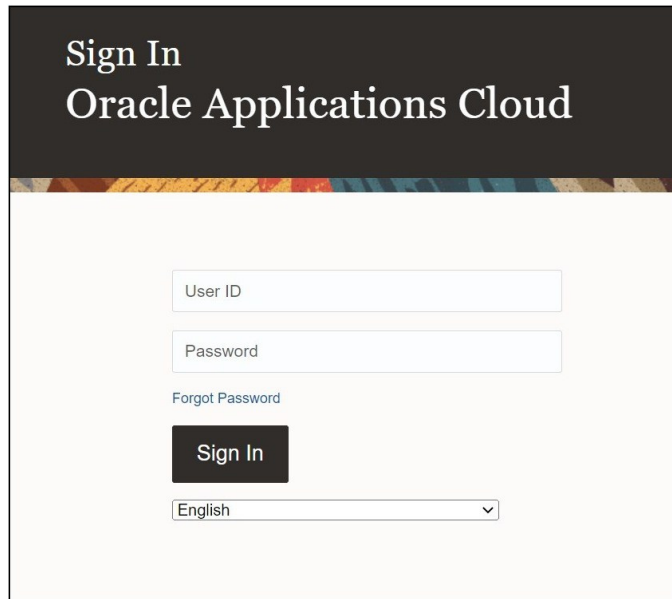 Sign In
Oracle Applications Cloud
User ID
Password
Forgot Password
Sign In
English